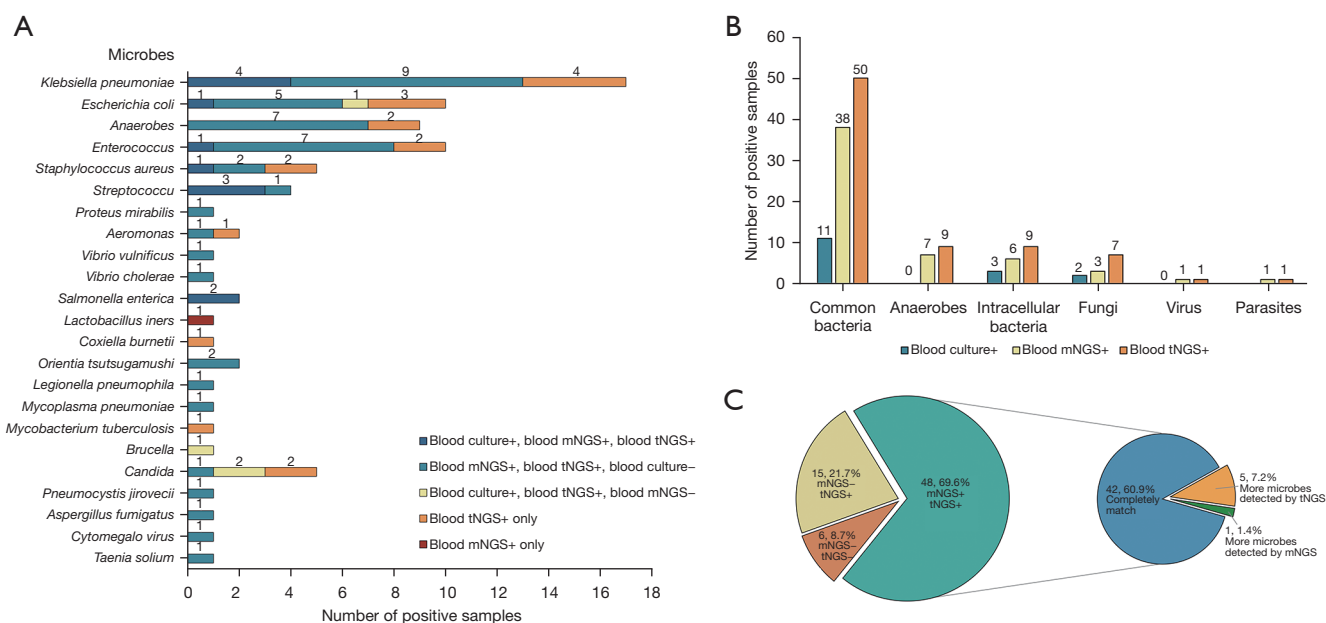 A
Microbes
Klebsiella pneumoniae 4 9 4
Escherichia coli 1 5 1 3
Anaerobes 7 2
Enterococcus 1 7 2
Staphylococcus aureus 1 2 2
Streptococcu 3 1
Proteus mirabilis 1
Aeromonas 1 1
Vibrio vulnificus 1
Vibrio cholerae 1
Salmonella enterica 2
Lactobacillus iners 1
Coxiella burnetii 1
Orientia tsutsugamushi 2
Legionella pneumophila 1
Mycoplasma pneumoniae 1
Mycobacterium tuberculosis 1
Brucella 1
Candida 1 2 2
Pneumocystis jirovecii 1
Aspergillus fumigatus 1
Cytomegalo virus 1
Taenia solium 1
0 2 4 6 8 10 12 14 16 18
Number of positive samples
Blood culture+, blood mNGS+, blood tNGS+
Blood mNGS+, blood tNGS+, blood culture−
Blood culture+, blood tNGS+, blood mNGS−
Blood tNGS+ only
Blood mNGS+ only
B
Number of positive samples
60
50
40
30
20
10
0
11 38 50
0 7 9
3 6 9
2 3 7
0 1 1
1 1
Common
bacteria
Anaerobes
Intracellular
bacteria
Fungi
Virus
Parasites
Blood culture+ Blood mNGS+ Blood tNGS+
C
15, 21.7%
mNGS−
tNGS+
6, 8.7%
mNGS−
tNGS−
48, 69.6%
mNGS+
tNGS+
42, 60.9%
Completely
match
5, 7.2%
More microbes
detected by tNGS
1, 1.4%
More microbes
detected by mNGS